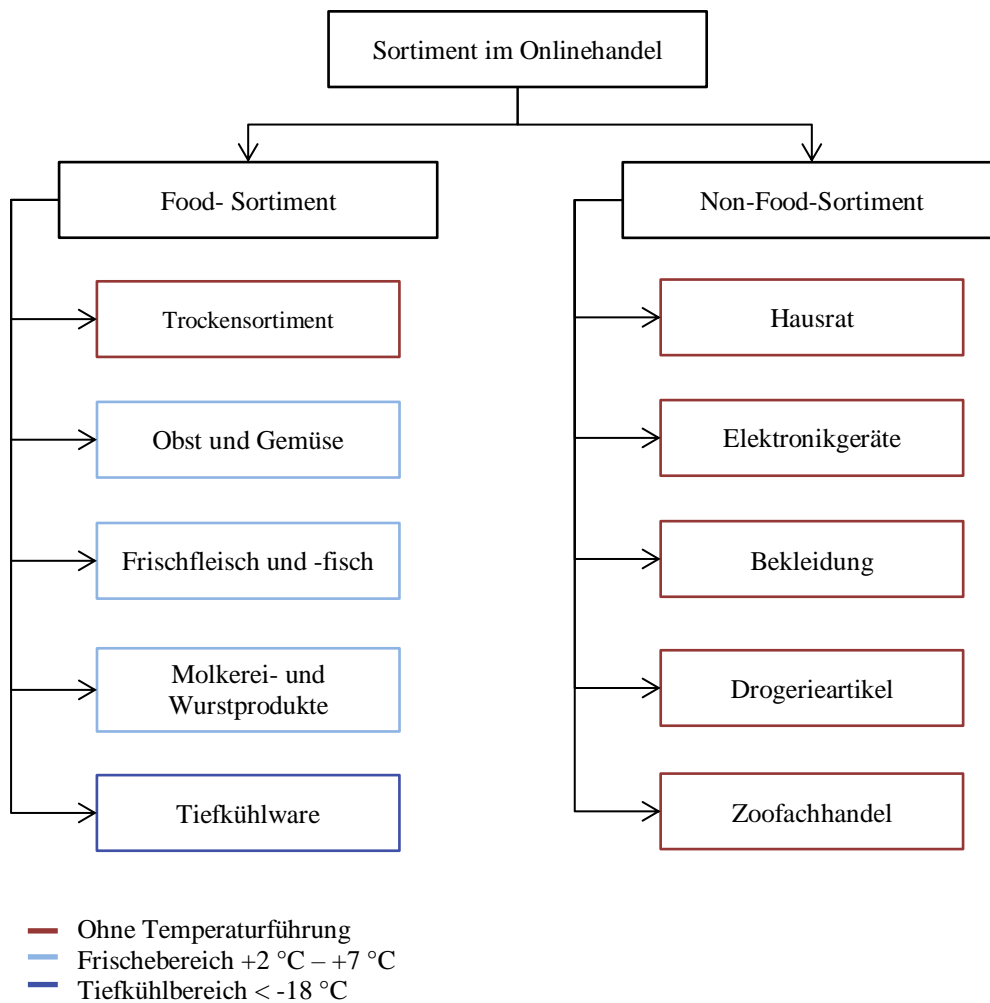 Sortiment im Onlinehandel
Food- Sortiment
Non-Food-Sortiment
Trockensortiment
Hausrat
Obst und Gemüse
Elektronikgeräte
Frischfleisch und -fisch
Bekleidung
Molkerei- und
Wurstprodukte
Drogerieartikel
Tiefkühlware
Zoofachhandel
Ohne Temperaturführung
Frischebereich +2 °C – +7 °C
Tiefkühlbereich < -18 °C